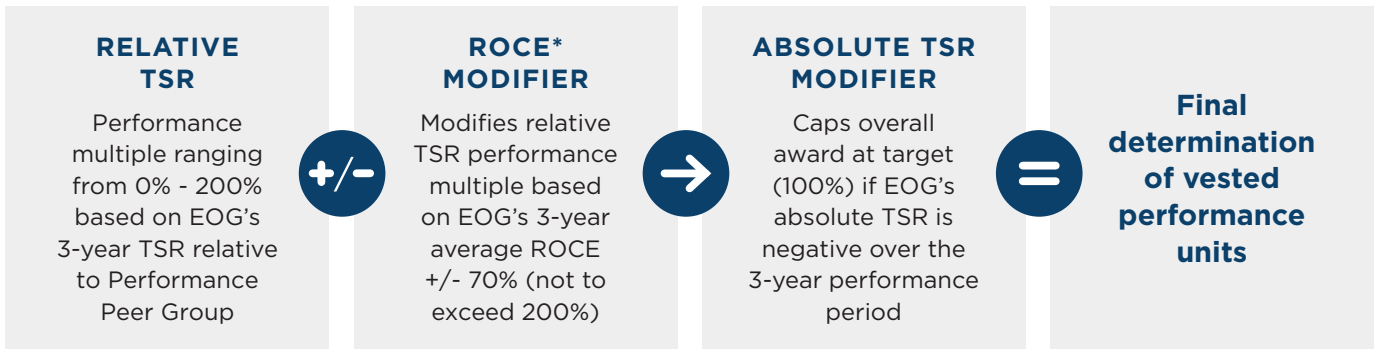 RELATIVE
TSR
Performance
multiple ranging
from 0% - 200%
based on EOG's
3-year TSR relative
to Performance
Peer Group
+/-
ROCE*
MODIFIER
Modifies relative
TSR performance
multiple based
on EOG's 3-year
average ROCE
+/- 70% (not to
exceed 200%)
→
ABSOLUTE TSR
MODIFIER
Caps overall
award at target
(100%) if EOG's
absolute TSR is
negative over the
3-year performance
period
=
Final
determination
of vested
performance
units